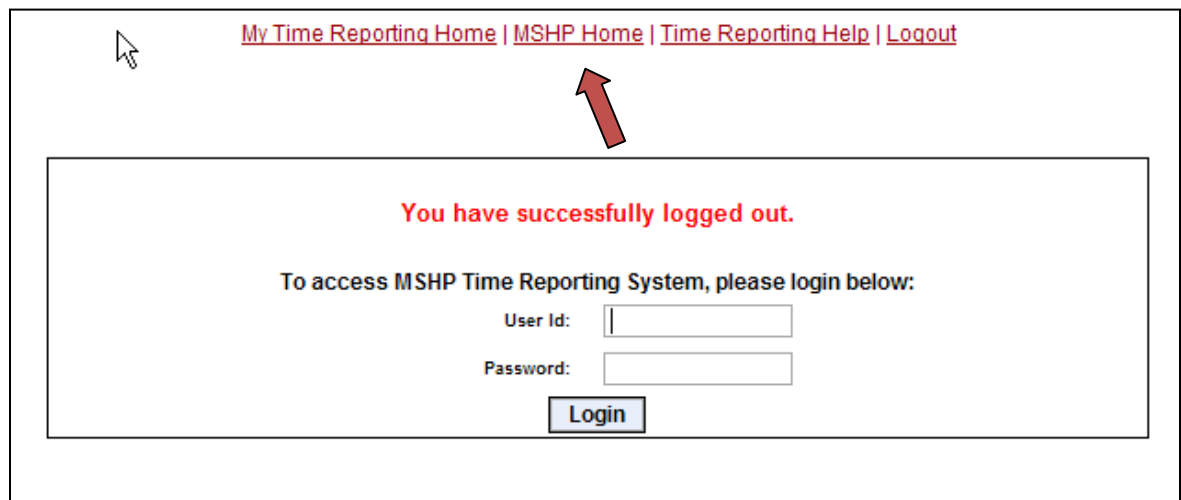 My Time Reporting Home | MSHP Home | Time Reporting Help | Logout
You have successfully logged out.
To access MSHP Time Reporting System, please login below:
User Id:
Password:
Login